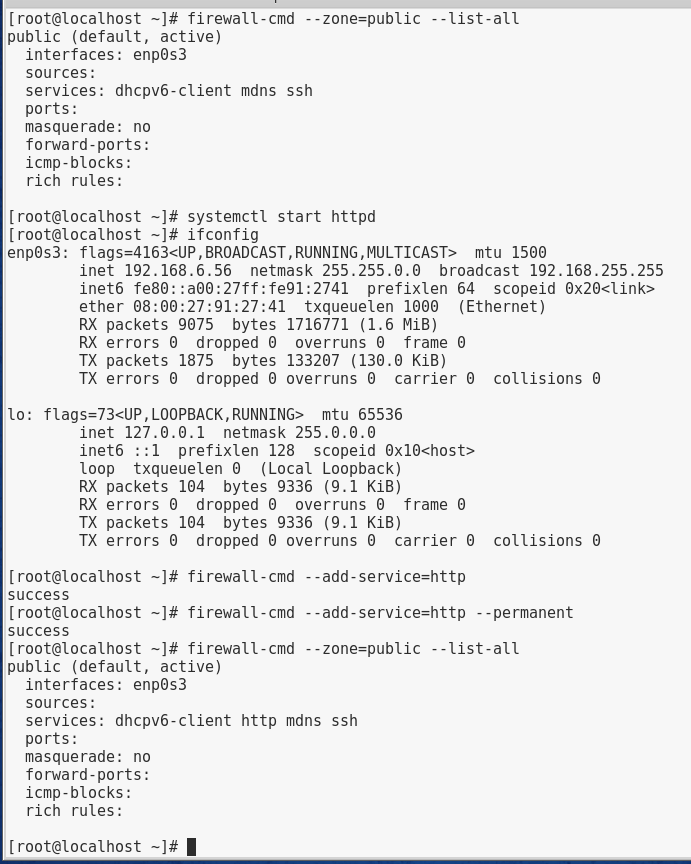 [root@localhost ~]# firewall-cmd --zone=public --list-all
public (default, active)
  interfaces: enp0s3
  sources:
  services: dhcpv6-client mdns ssh
  ports:
  masquerade: no
  forward-ports:
  icmp-blocks:
  rich rules:

[root@localhost ~]# systemctl start httpd
[root@localhost ~]# ifconfig
enp0s3: flags=4163<UP,BROADCAST,RUNNING,MULTICAST>  mtu 1500
        inet 192.168.6.56  netmask 255.255.0.0  broadcast 192.168.255.255
        inet6 fe80::a00:27ff:fe91:2741  prefixlen 64  scopeid 0x20<link>
        ether 08:00:27:91:27:41  txqueuelen 1000  (Ethernet)
        RX packets 9075  bytes 1716771 (1.6 MiB)
        RX errors 0  dropped 0  overruns 0  frame 0
        TX packets 1875  bytes 133207 (130.0 KiB)
        TX errors 0  dropped 0 overruns 0  carrier 0  collisions 0

lo: flags=73<UP,LOOPBACK,RUNNING>  mtu 65536
        inet 127.0.0.1  netmask 255.0.0.0
        inet6 ::1  prefixlen 128  scopeid 0x10<host>
        loop  txqueuelen 0  (Local Loopback)
        RX packets 104  bytes 9336 (9.1 KiB)
        RX errors 0  dropped 0  overruns 0  frame 0
        TX packets 104  bytes 9336 (9.1 KiB)
        TX errors 0  dropped 0 overruns 0  carrier 0  collisions 0

[root@localhost ~]# firewall-cmd --add-service=http
success
[root@localhost ~]# firewall-cmd --add-service=http --permanent
success
[root@localhost ~]# firewall-cmd --zone=public --list-all
public (default, active)
  interfaces: enp0s3
  sources:
  services: dhcpv6-client http mdns ssh
  ports:
  masquerade: no
  forward-ports:
  icmp-blocks:
  rich rules:

[root@localhost ~]#